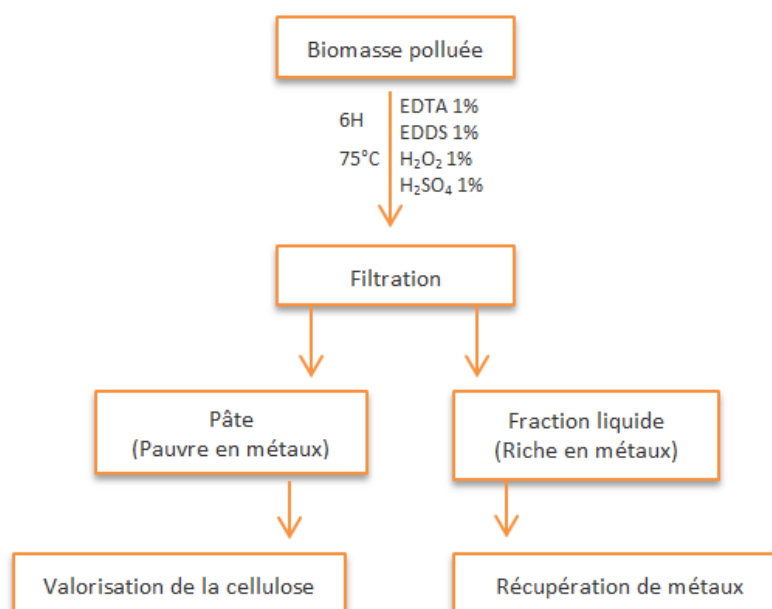 Biomasse polluée
6H
75°C
EDTA 1%
EDDS 1%
H₂O₂ 1%
H₂SO₄ 1%
Filtration
Pâte
(Pauvre en métaux)
Fraction liquide
(Riche en métaux)
Valorisation de la cellulose
Récupération de métaux